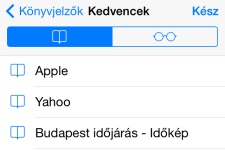 Könyvjelzők Kedvencek Kész
Apple
Yahoo
Budapest időjárás - Időkép